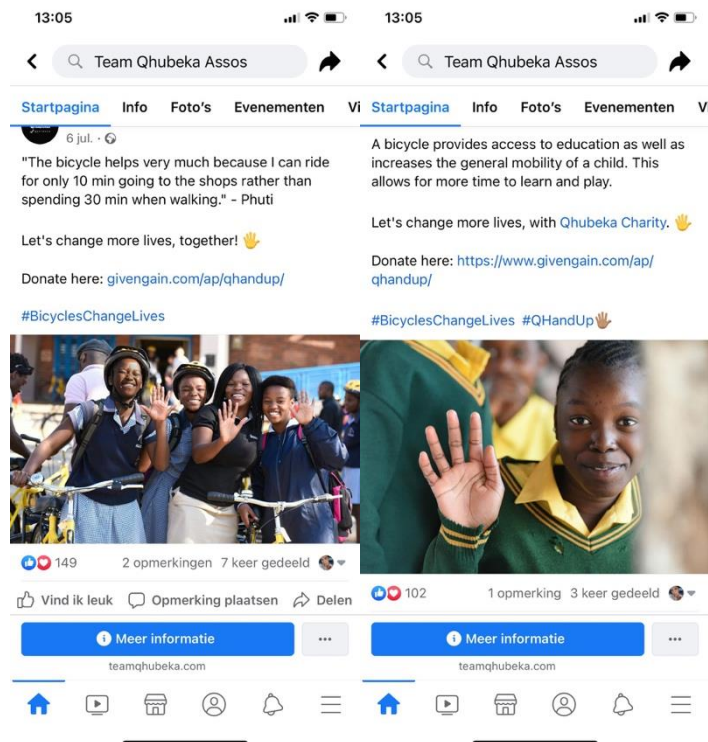 13:05
Team Qhubeka Assos
Startpagina Info Foto's Evenementen Vi
6 jul. ·
"The bicycle helps very much because I can ride
for only 10 min going to the shops rather than
spending 30 min when walking." - Phuti
Let's change more lives, together! 🖐
Donate here: givengain.com/ap/qhandup/
#BicyclesChangeLives
149 2 opmerkingen 7 keer gedeeld
Vind ik leuk Opmerking plaatsen Delen
Meer informatie
teamqhubeka.com
13:05
Team Qhubeka Assos
Startpagina Info Foto's Evenementen V
A bicycle provides access to education as well as
increases the general mobility of a child. This
allows for more time to learn and play.
Let's change more lives, with Qhubeka Charity. 🖐
Donate here: https://www.givengain.com/ap/
qhandup/
#BicyclesChangeLives #QHandUp🖐🏽
102 1 opmerking 3 keer gedeeld
Meer informatie
teamqhubeka.com